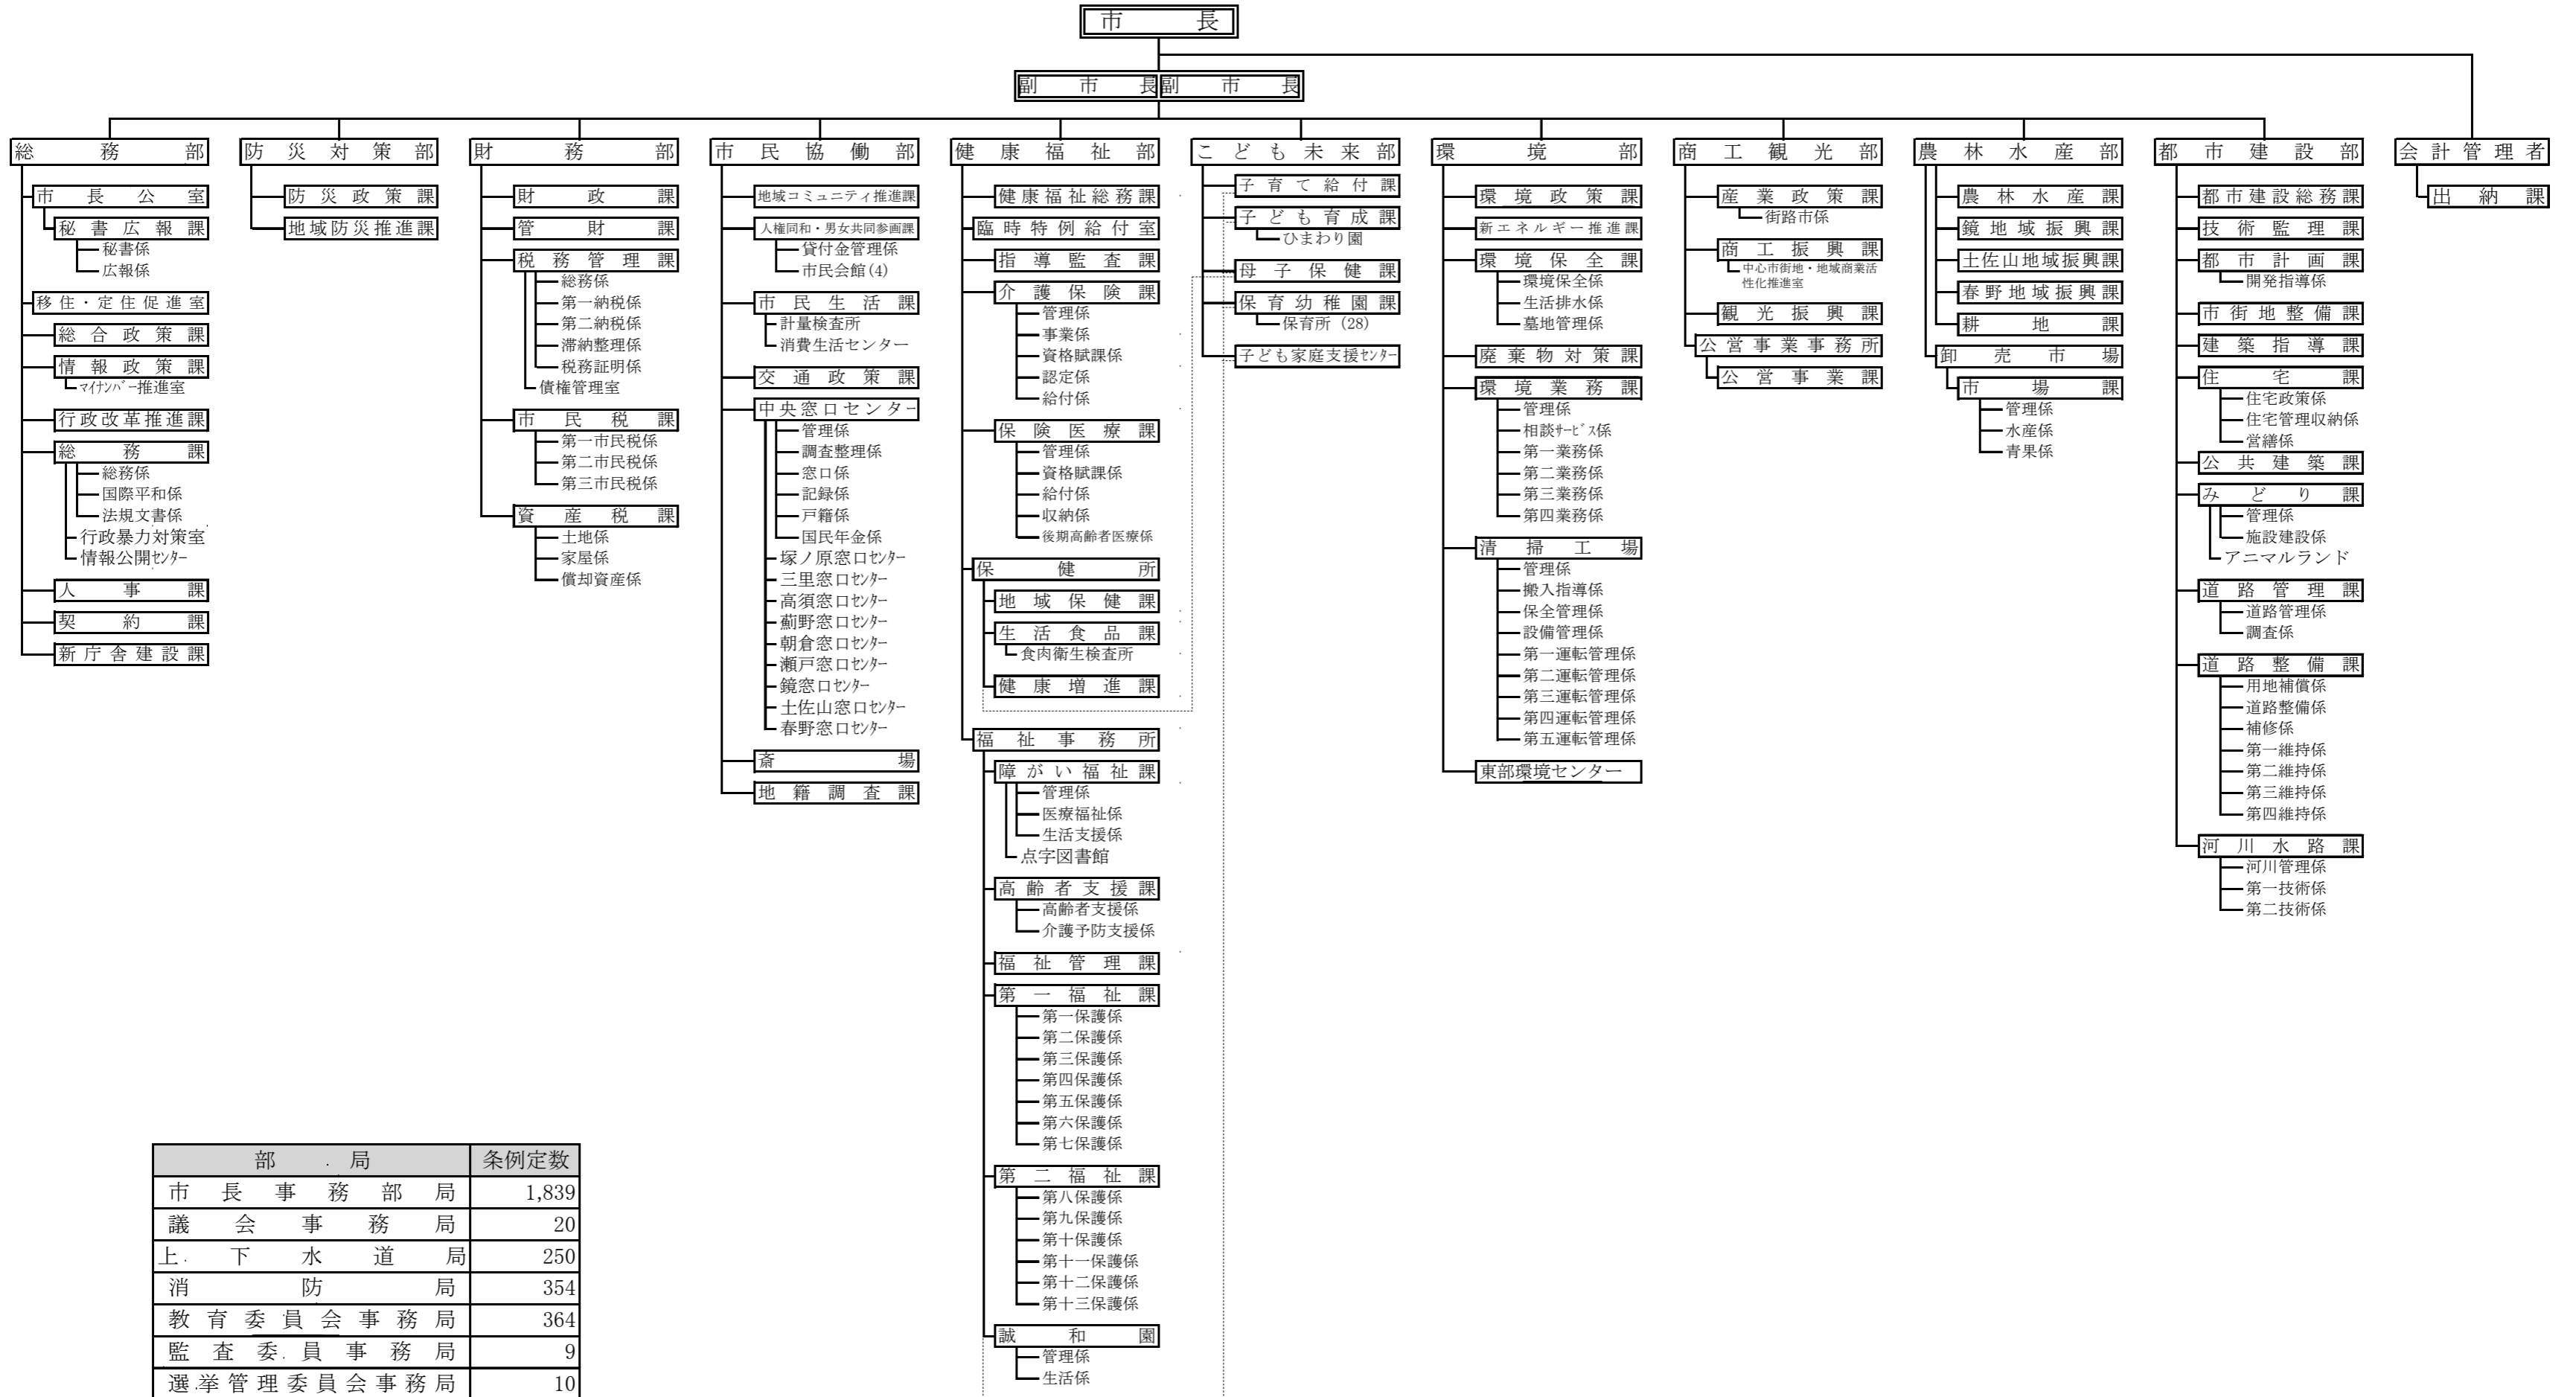 市長
副市長 副市長
総務部
市長公室
秘書広報課
秘書係
広報係
移住・定住促進室
総合政策課
情報政策課
マイナンバー推進室
行政改革推進課
総務課
総務係
国際平和係
法規文書係
行政暴力対策室
情報公開センター
人事課
契約課
新庁舎建設課
防災対策部
防災政策課
地域防災推進課
財務部
財政課
管財課
税務管理課
総務係
第一納税係
第二納税係
滞納整理係
税務証明係
債権管理室
市民税課
第一市民税係
第二市民税係
第三市民税係
資産税課
土地係
家屋係
償却資産係
市民協働部
地域コミュニティ推進課
人権同和・男女共同参画課
貸付金管理係
市民会館(4)
市民生活課
計量検査所
消費生活センター
交通政策課
中央窓口センター
管理係
調査整理係
窓口係
記録係
戸籍係
国民年金係
塚ノ原窓口センター
三里窓口センター
高須窓口センター
薊野窓口センター
朝倉窓口センター
瀬戸窓口センター
鏡窓口センター
土佐山窓口センター
春野窓口センター
斎場
地籍調査課
健康福祉部
健康福祉総務課
臨時特例給付室
指導監査課
介護保険課
管理係
事業係
資格賦課係
認定係
給付係
保険医療課
管理係
資格賦課係
給付係
収納係
後期高齢者医療係
保健所
地域保健課
生活食品課
食肉衛生検査所
健康増進課
福祉事務所
障がい福祉課
管理係
医療福祉係
生活支援係
点字図書館
高齢者支援課
高齢者支援係
介護予防支援係
福祉管理課
第一福祉課
第一保護係
第二保護係
第三保護係
第四保護係
第五保護係
第六保護係
第七保護係
第二福祉課
第八保護係
第九保護係
第十保護係
第十一保護係
第十二保護係
第十三保護係
誠和園
管理係
生活係
こども未来部
子育て給付課
子ども育成課
ひまわり園
母子保健課
保育幼稚園課
保育所(28)
子ども家庭支援センター
環境部
環境政策課
新エネルギー推進課
環境保全課
環境保全係
生活排水係
墓地管理係
廃棄物対策課
環境業務課
管理係
相談サービス係
第一業務係
第二業務係
第三業務係
第四業務係
清掃工場
管理係
搬入指導係
保全管理係
設備管理係
第一運転管理係
第二運転管理係
第三運転管理係
第四運転管理係
第五運転管理係
東部環境センター
商工観光部
産業政策課
街路市係
商工振興課
中心市街地・地域商業活
性化推進室
観光振興課
公営事業事務所
公営事業課
農林水産部
農林水産課
鏡地域振興課
土佐山地域振興課
春野地域振興課
耕地課
卸売市場
市場課
管理係
水産係
青果係
都市建設部
都市建設総務課
技術監理課
都市計画課
開発指導係
市街地整備課
建築指導課
住宅課
住宅政策係
住宅管理収納係
営繕係
公共建築課
みどり課
管理係
施設建設係
アニマルランド
道路管理課
道路管理係
調査係
道路整備課
用地補償係
道路整備係
補修係
第一維持係
第二維持係
第三維持係
第四維持係
河川水路課
河川管理係
第一技術係
第二技術係
会計管理者
出納課
部局 条例定数
市長事務部局 1,839
議会事務局 20
上下水道局 250
消防局 354
教育委員会事務局 364
監査委員事務局 9
選挙管理委員会事務局 10